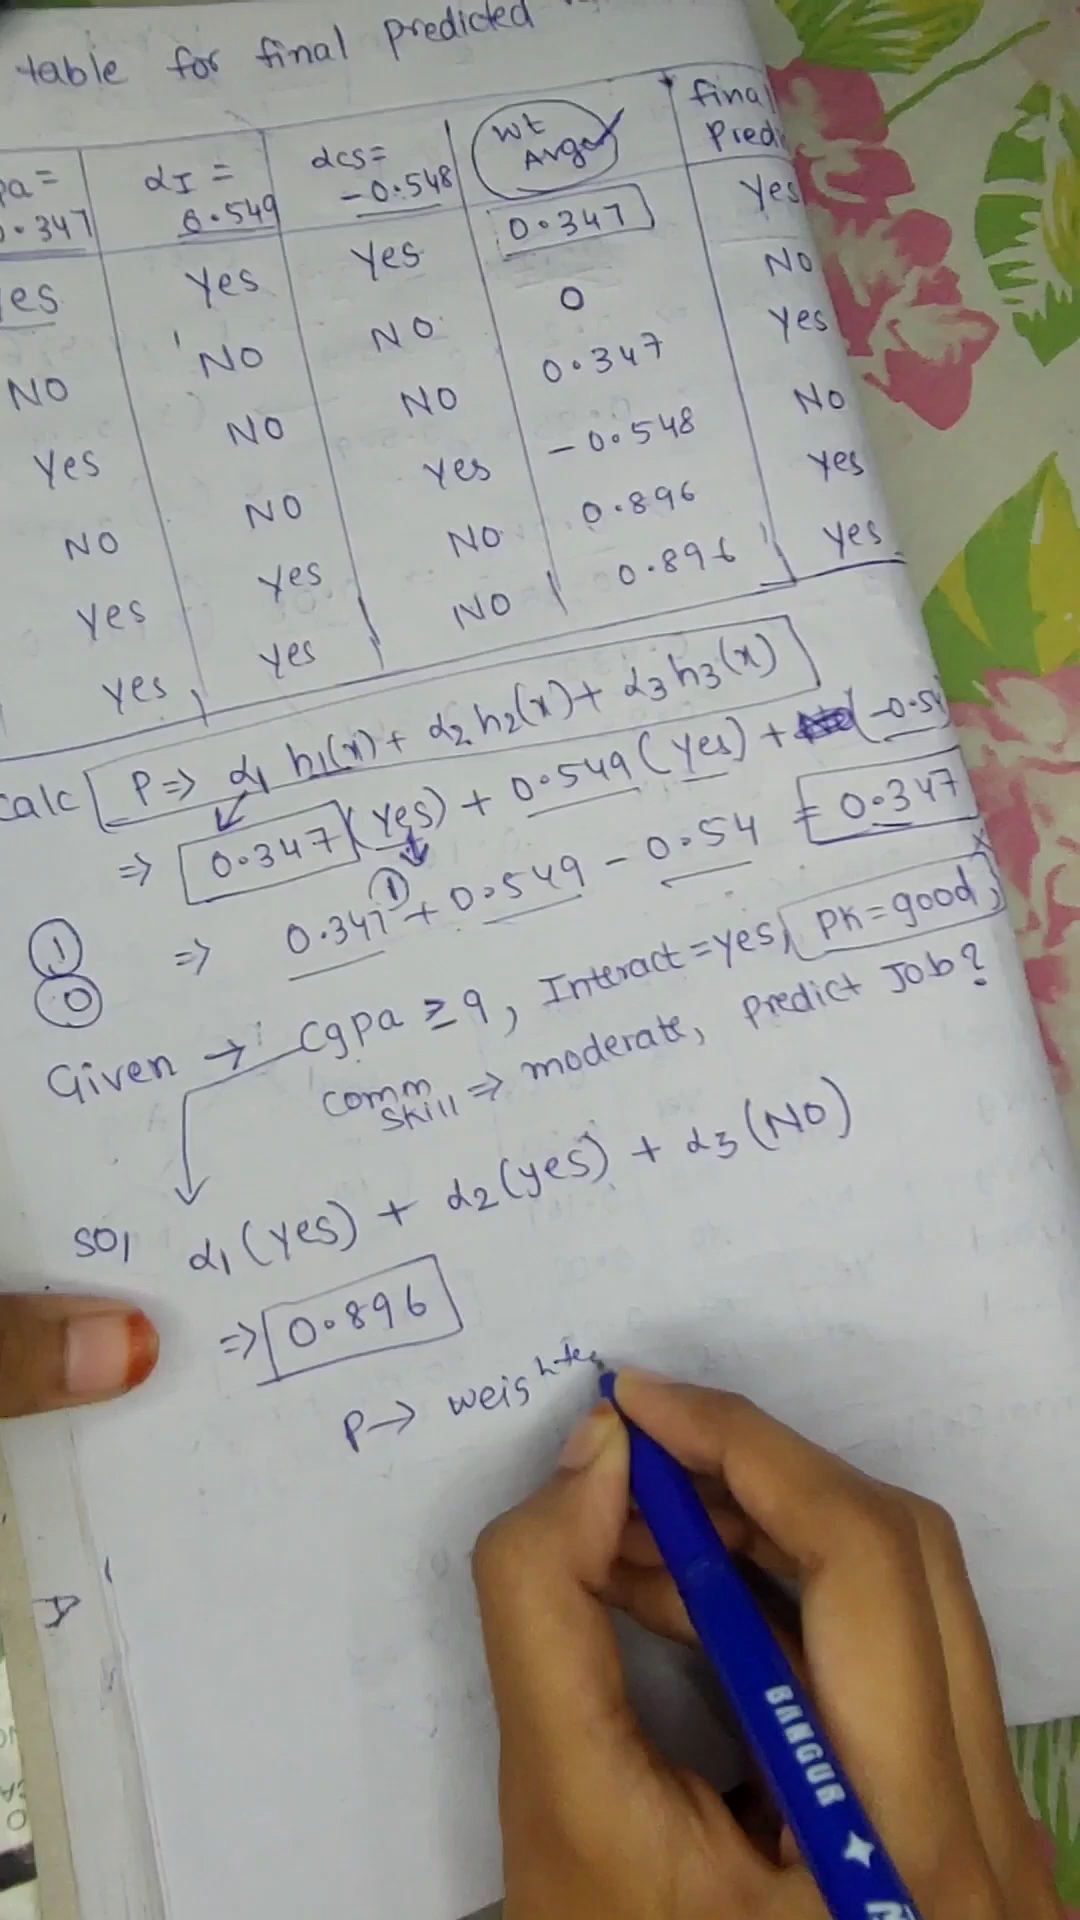 table for final predicted
pa= 0.347 αI = 0.549 αcs= -0.548 Wt Avge final Predi
Yes Yes Yes 0.347 Yes
NO NO NO 0 NO
Yes NO NO 0.347 Yes
NO NO Yes -0.548 NO
Yes Yes NO 0.896 Yes
Yes Yes NO 0.896 Yes
calc P => α1 h1(x) + α2 h2(x) + α3 h3(x)
=> 0.347 (Yes) + 0.549 (Yes) + (-0.54
① => 0.347 + 0.549 - 0.54 = 0.347
①
⓪
Given → Cgpa ≥ 9, Interact = yes, PK = good,
comm skill => moderate, predict Job?
SOl α1 (Yes) + α2 (yes) + α3 (NO)
=> 0.896
P → weighte
A
BANGUR